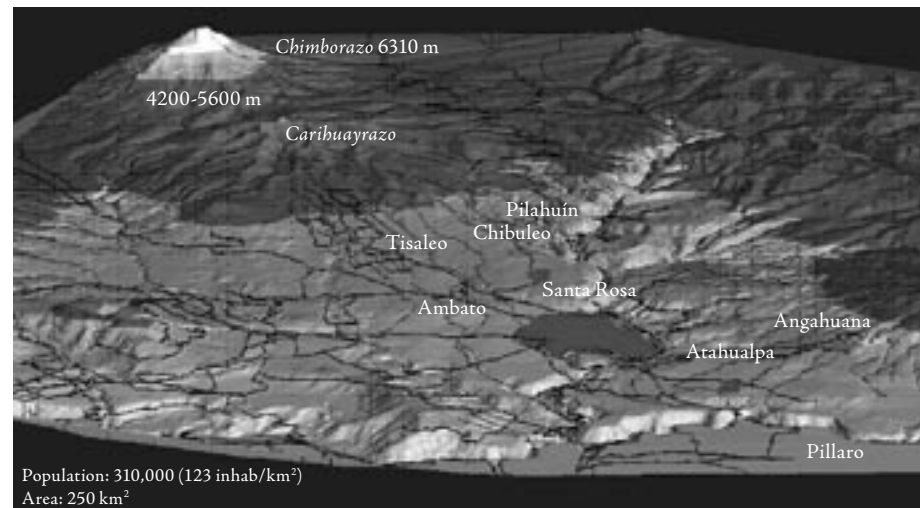 Chimborazo 6310 m
4200-5600 m
Carihuayrazo
Pilahuín
Chibuleo
Tisaleo
Santa Rosa
Ambato
Angahuana
Atahualpa
Pillaro
Population: 310,000 (123 inhab/km²)
Area: 250 km²